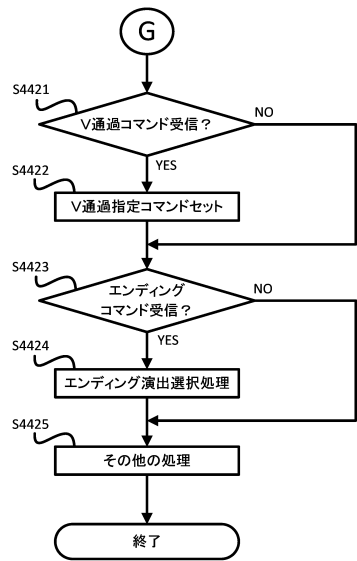 G
S4421
V通過コマンド受信？
NO
YES
S4422
V通過指定コマンドセット
S4423
エンディング
コマンド受信？
NO
YES
S4424
エンディング演出選択処理
S4425
その他の処理
終了